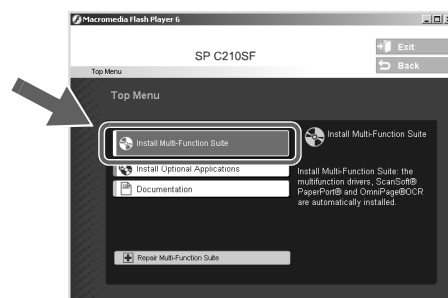 Macromedia Flash Player 6
SP C210SF
Exit
Back
Top Menu
Top Menu
Install Multi-Function Suite
Install Optional Applications
Documentation
Repair Multi-Function Suite
Install Multi-Function Suite
Install Multi-Function Suite: the
multifunction drivers, ScanSoft®
PaperPort® and OmniPage®OCR
are automatically installed.